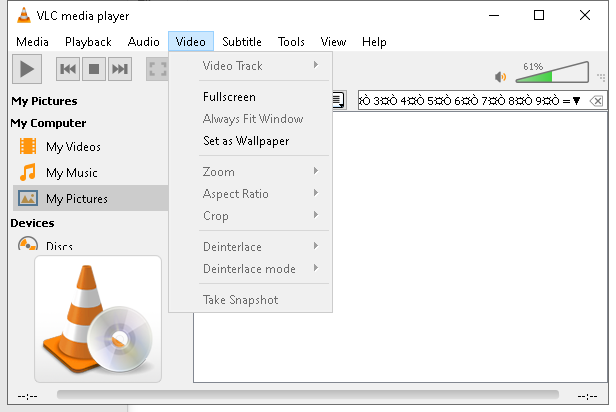 VLC media player
Media Playback Audio Video Subtitle Tools View Help
61%
Video Track
Fullscreen
Always Fit Window
Set as Wallpaper
Zoom
Aspect Ratio
Crop
Deinterlace
Deinterlace mode
Take Snapshot
My Pictures
My Computer
My Videos
My Music
My Pictures
Devices
Discs
3¤Ò 4¤Ò 5¤Ò 6¤Ò 7¤Ò 8¤Ò 9¤Ò =▼
--:-- --:--